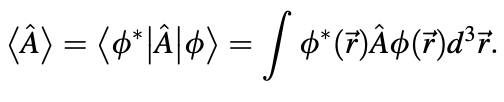 ⟨Â⟩ = ⟨ϕ*|Â|ϕ⟩ = ∫ ϕ*(r⃗)Âϕ(r⃗)d³r⃗.